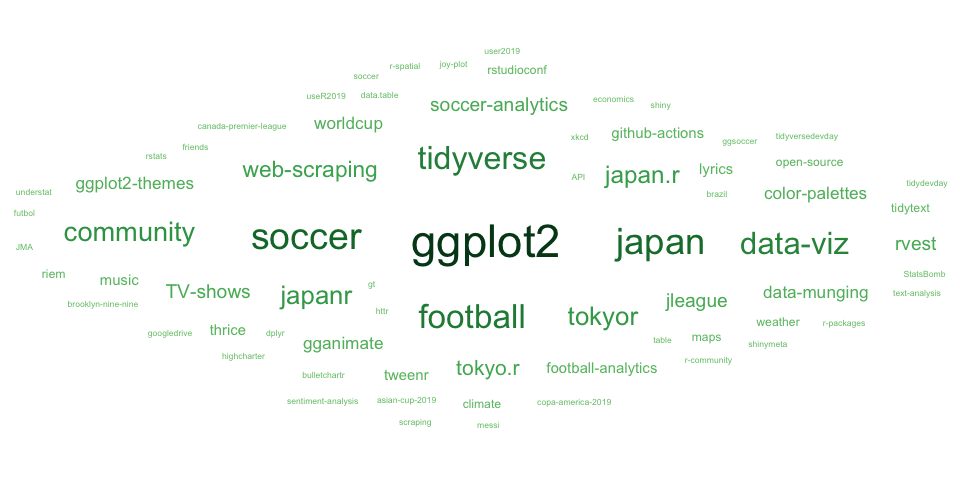 user2019
r-spatial
joy-plot
rstudioconf
soccer
useR2019
data.table
soccer-analytics
economics
shiny
canada-premier-league
worldcup
xkcd
github-actions
ggsoccer
tidyversedevday
rstats
friends
web-scraping
tidyverse
API
japan.r
lyrics
open-source
understat
ggplot2-themes
brazil
color-palettes
tidydevday
futbol
tidytext
community
soccer
ggplot2
japan
data-viz
rvest
JMA
riem
music
TV-shows
japanr
gt
jleague
data-munging
StatsBomb
text-analysis
brooklyn-nine-nine
httr
football
tokyor
googledrive
thrice
dplyr
gganimate
table
maps
weather
r-packages
shinymeta
highcharter
bulletchartr
tweenr
tokyo.r
football-analytics
r-community
sentiment-analysis
asian-cup-2019
climate
copa-america-2019
scraping
messi